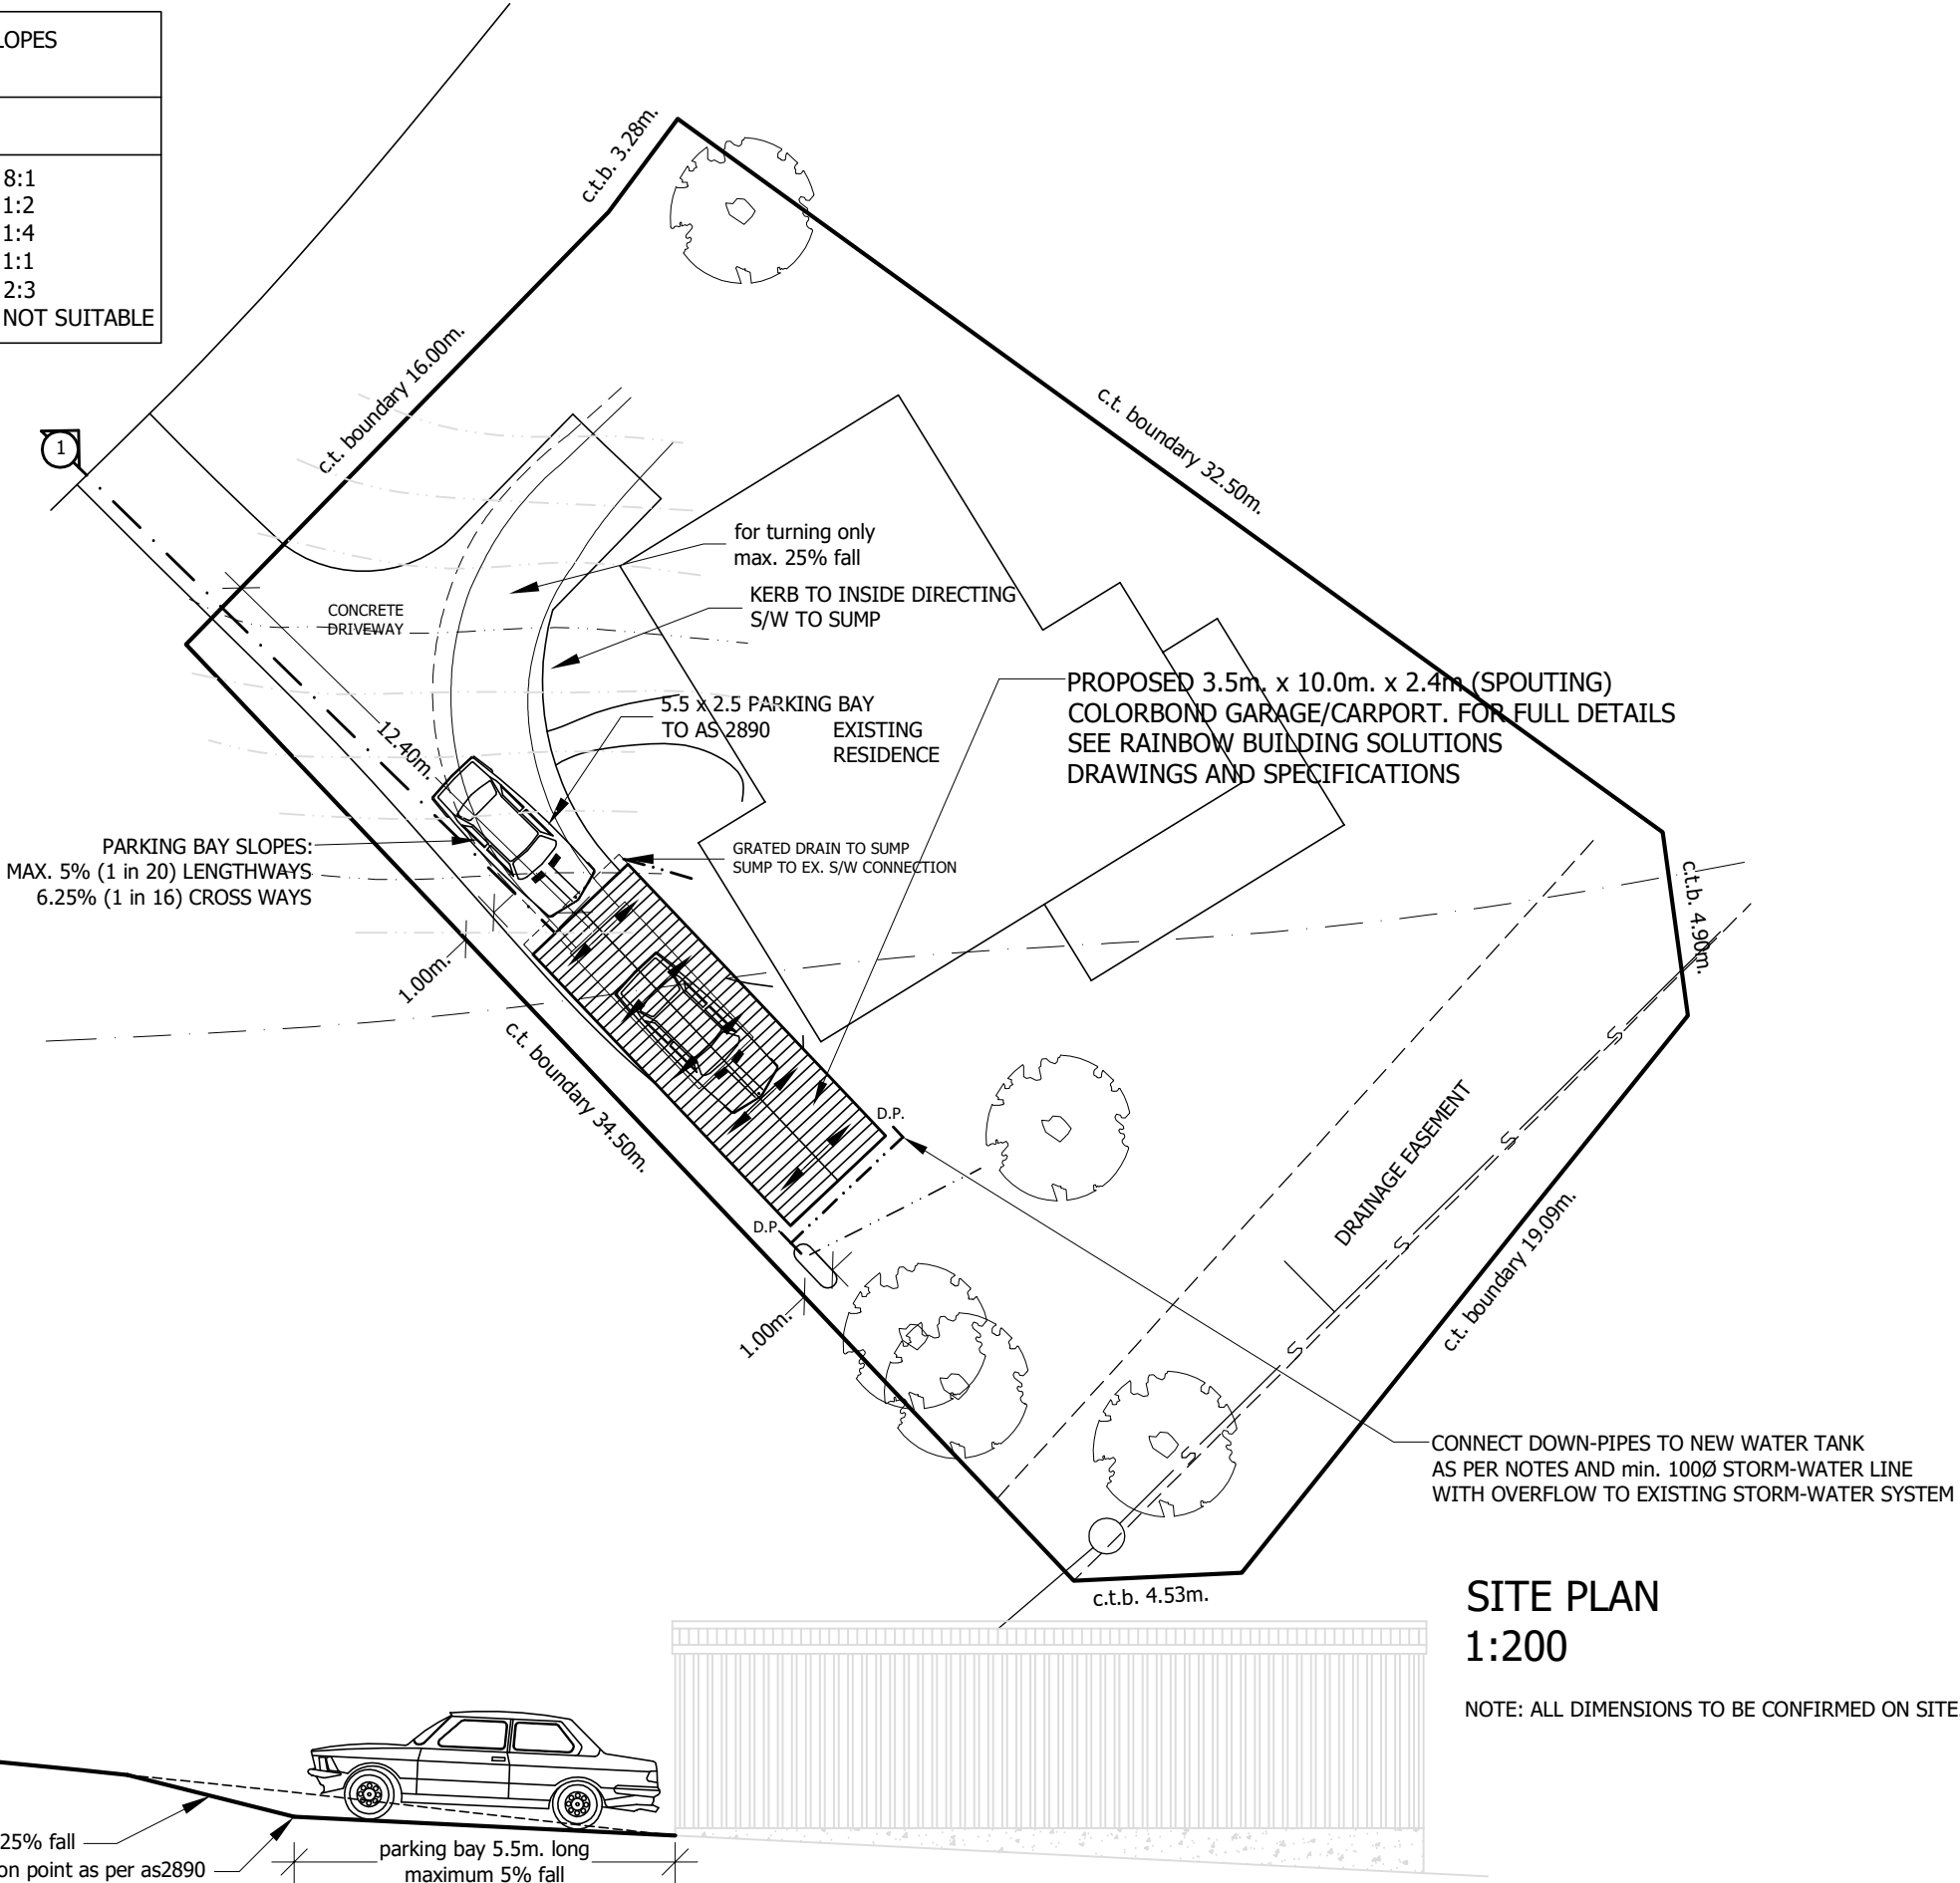 8:1
1:2
1:4
1:1
2:3
NOT SUITABLE
c.t.b. 3.28m.
c.t. boundary 16.00m.
c.t. boundary 32.50m.
1
for turning only
max. 25% fall
KERB TO INSIDE DIRECTING
S/W TO SUMP
CONCRETE
DRIVEWAY
5.5 x 2.5 PARKING BAY
TO AS 2890
EXISTING
RESIDENCE
PROPOSED 3.5m. x 10.0m. x 2.4m (SPOUTING)
COLORBOND GARAGE/CARPORT. FOR FULL DETAILS
SEE RAINBOW BUILDING SOLUTIONS
DRAWINGS AND SPECIFICATIONS
12.40m.
PARKING BAY SLOPES:
MAX. 5% (1 in 20) LENGTHWAYS
6.25% (1 in 16) CROSS WAYS
GRATED DRAIN TO SUMP
SUMP TO EX. S/W CONNECTION
c.t.b. 4.90m.
1.00m.
c.t. boundary 34.50m.
D.P.
D.P.
DRAINAGE EASEMENT
S
S
S
S
S
c.t. boundary 19.09m.
1.00m.
CONNECT DOWN-PIPES TO NEW WATER TANK
AS PER NOTES AND min. 100Ø STORM-WATER LINE
WITH OVERFLOW TO EXISTING STORM-WATER SYSTEM
c.t.b. 4.53m.
SITE PLAN
1:200
NOTE: ALL DIMENSIONS TO BE CONFIRMED ON SITE
25% fall
point as per as2890
parking bay 5.5m. long
maximum 5% fall